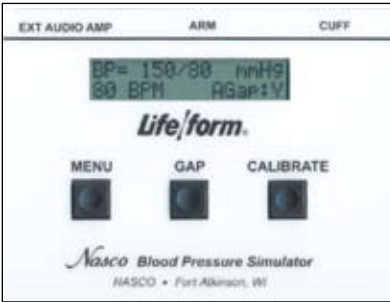 EXT AUDIO AMP ARM CUFF
BP= 150/80 mmHg
80 BPM AGap:Y
Life/form®
MENU GAP CALIBRATE
Nasco Blood Pressure Simulator
NASCO • Fort Atkinson, WI